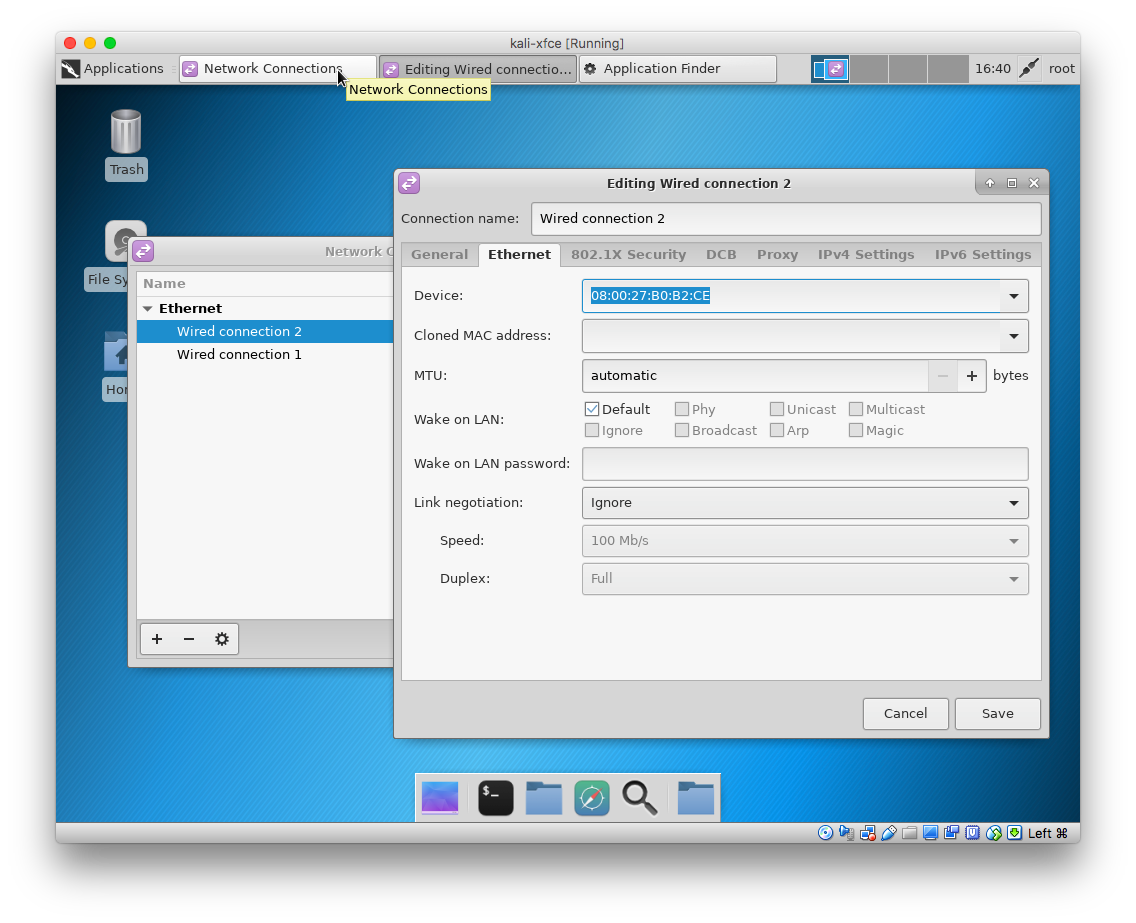 kali-xfce [Running]
Applications
Network Connections
Editing Wired connectio...
Application Finder
16:40
root
Network Connections
Trash
File Sy
Hor
Network C
Name
Ethernet
Wired connection 2
Wired connection 1
Editing Wired connection 2
Connection name: Wired connection 2
General Ethernet 802.1X Security DCB Proxy IPv4 Settings IPv6 Settings
Device: 08:00:27:B0:B2:CE
Cloned MAC address:
MTU: automatic − + bytes
Wake on LAN:
Default Phy Unicast Multicast
Ignore Broadcast Arp Magic
Wake on LAN password:
Link negotiation: Ignore
Speed: 100 Mb/s
Duplex: Full
+ −
Cancel Save
$_
Left ⌘